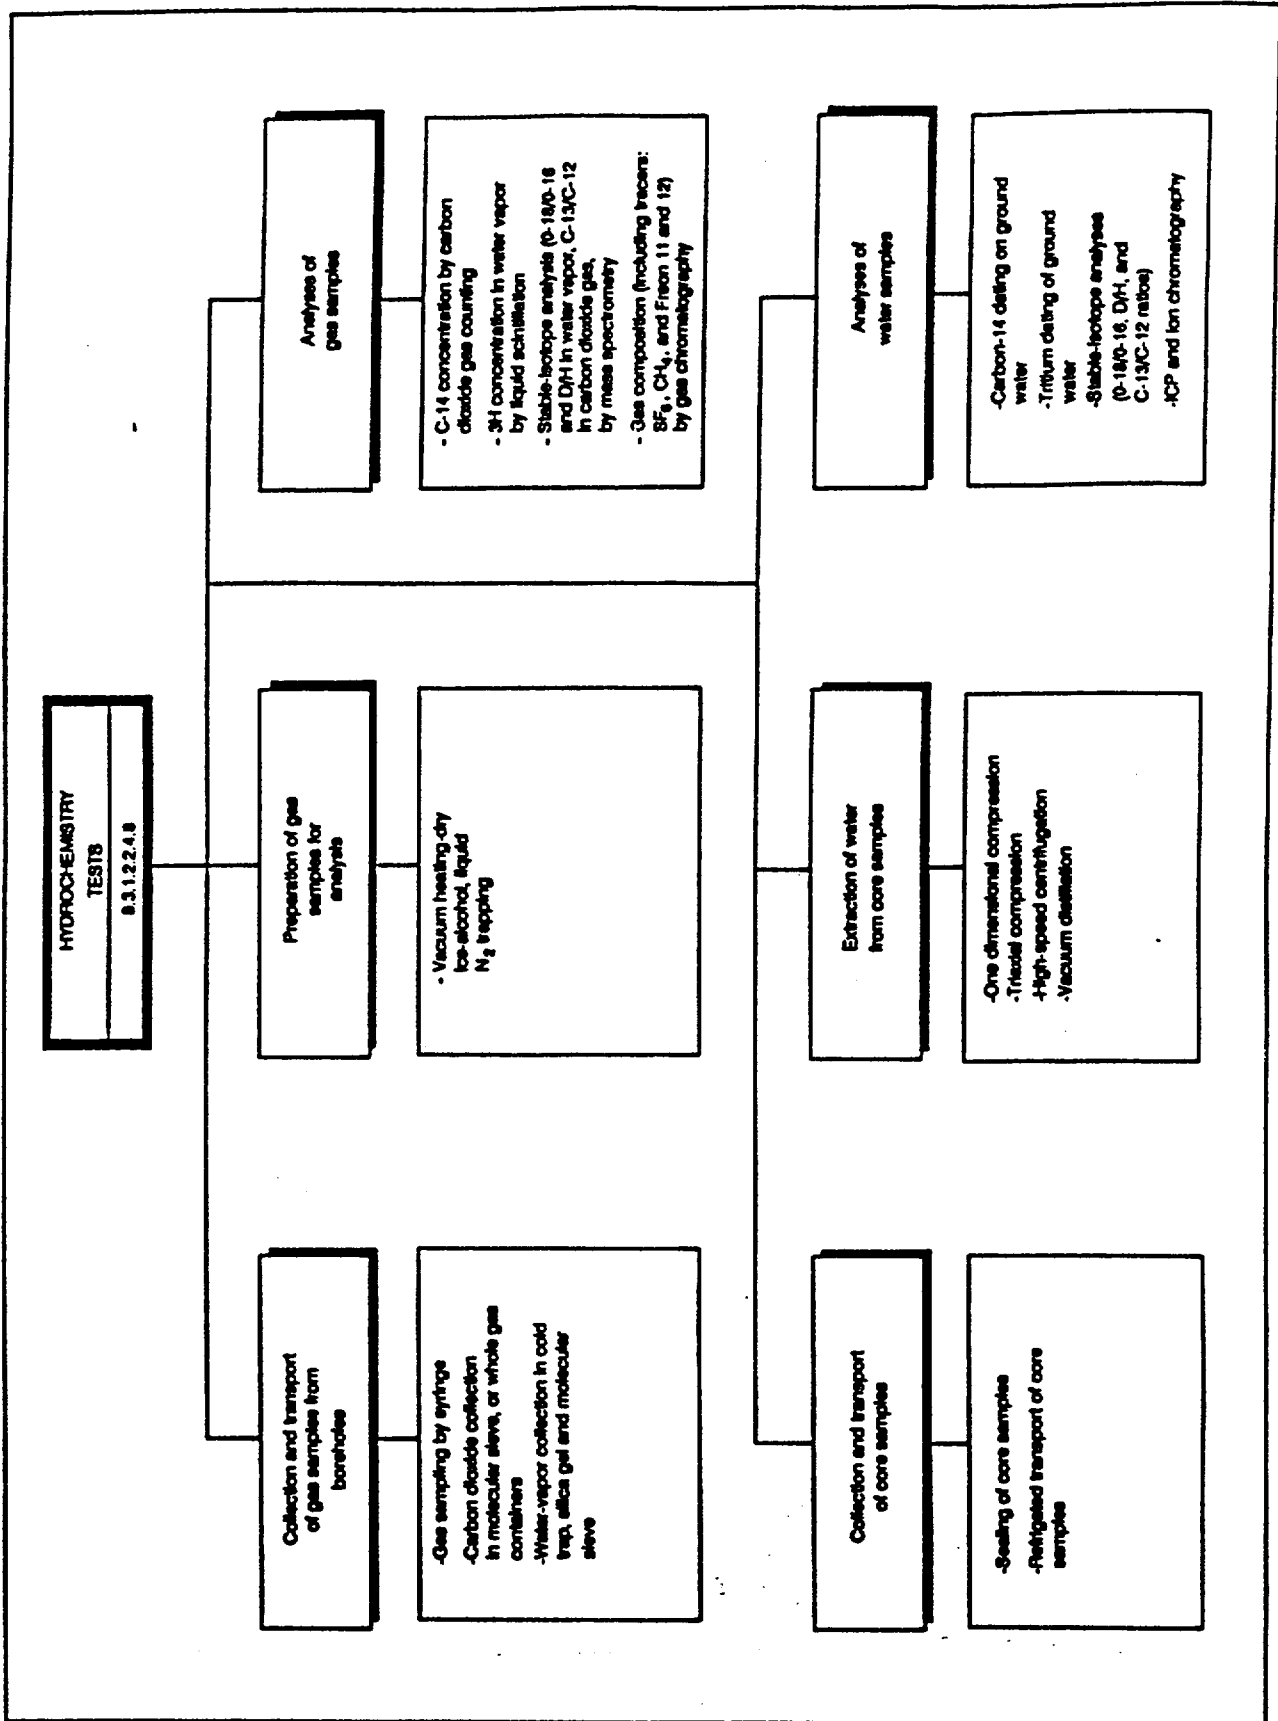 HYDROCHEMISTRY
TESTS
8.3.1.2.2.4.8
Collection and transport
of gas samples from
boreholes
-Gas sampling by syringe
-Carbon dioxide collection
in molecular sieve, or whole gas
containers
-Water-vapor collection in cold
trap, silica gel and molecular
sieve
Preparation of gas
samples for
analysis
- Vacuum heating-dry
ice-alcohol, liquid
N₂ trapping
Analyses of
gas samples
- C-14 concentration by carbon
dioxide gas counting
- 3H concentration in water vapor
by liquid scintillation
- Stable-isotope analysis (0-18/0-16
and D/H in water vapor, C-13/C-12
in carbon dioxide gas,
by mass spectrometry
- Gas composition (including tracers:
SF₆, CH₄, and Freon 11 and 12)
by gas chromatography
Collection and transport
of core samples
-Sealing of core samples
-Refrigated transport of core
samples
Extraction of water
from core samples
-One dimensional compression
-Triaxial compression
-High-speed centrifugation
-Vacuum distillation
Analyses of
water samples
-Carbon-14 dating on ground
water
-Tritium dating of ground
water
-Stable-isotope analyses
(0-18/0-16, D/H, and
C-13/C-12 ratios)
-ICP and ion chromatography